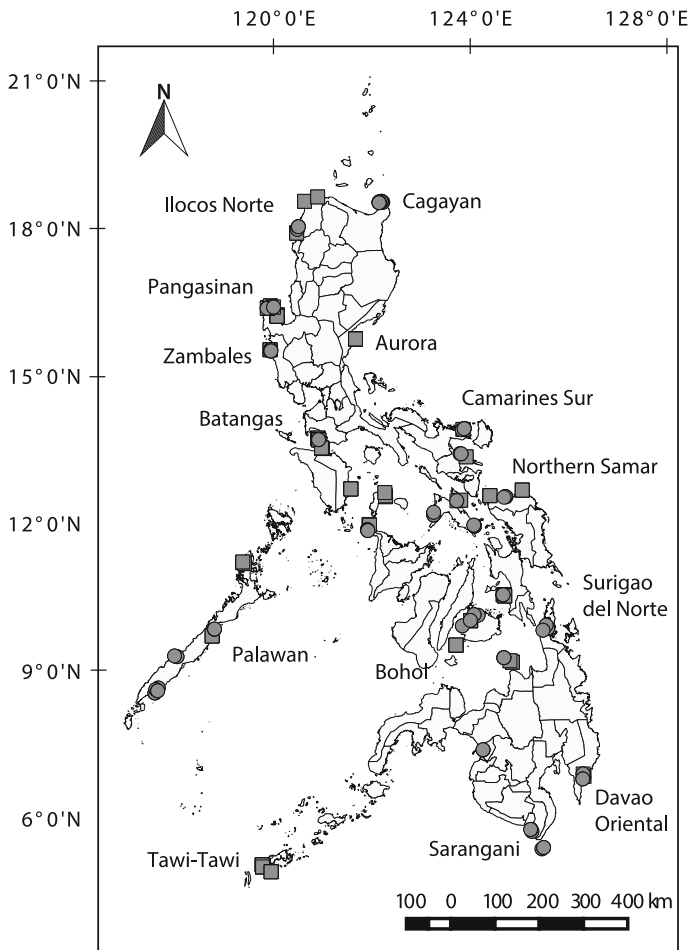 120°0'E 124°0'E 128°0'E
21°0'N
N
Ilocos Norte
Cagayan
18°0'N
Pangasinan
Aurora
Zambales
15°0'N
Camarines Sur
Batangas
Northern Samar
12°0'N
Surigao
del Norte
Palawan
9°0'N
Bohol
6°0'N
Davao
Oriental
Sarangani
Tawi-Tawi
100 0 100 200 300 400 km